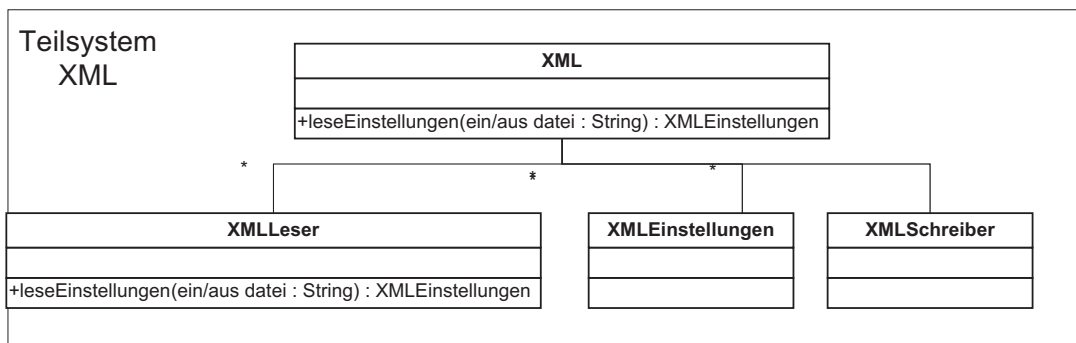 Teilsystem
XML
XML
+leseEinstellungen(ein/aus datei : String) : XMLEinstellungen
* * * *
XMLLeser
+leseEinstellungen(ein/aus datei : String) : XMLEinstellungen
XMLEinstellungen
XMLSchreiber